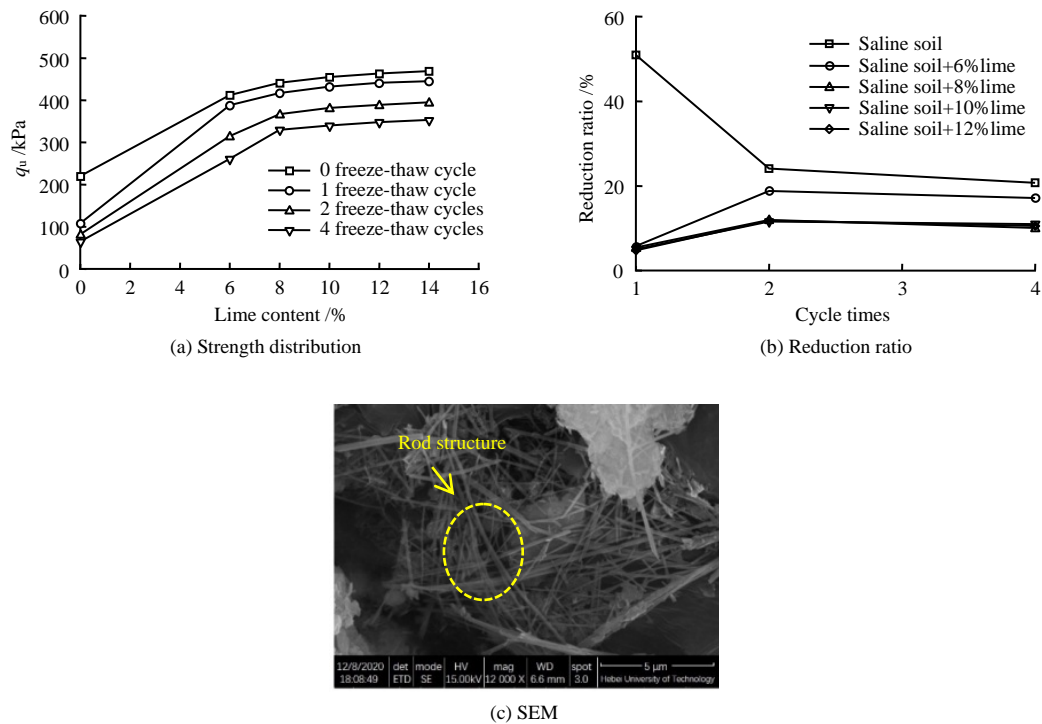 600
500
400
300
200
100
0
qu /kPa
0 freeze-thaw cycle
1 freeze-thaw cycle
2 freeze-thaw cycles
4 freeze-thaw cycles
0 2 4 6 8 10 12 14 16
Lime content /%
(a) Strength distribution
60
40
20
0
Reduction ratio /%
Saline soil
Saline soil+6%lime
Saline soil+8%lime
Saline soil+10%lime
Saline soil+12%lime
1 2 3 4
Cycle times
(b) Reduction ratio
Rod structure
12/8/2020 det mode HV mag WD spot 5 μm
18:08:49 ETD SE 15.00kV 12 000 X 6.6 mm 3.0 Hebei University of Technology
(c) SEM